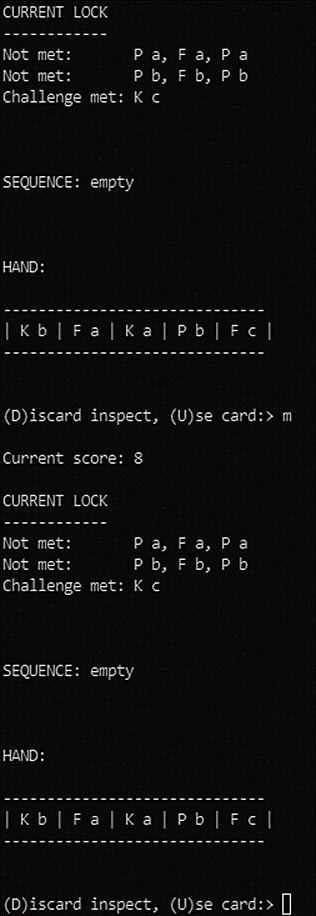 CURRENT LOCK
------------
Not met:       P a, F a, P a
Not met:       P b, F b, P b
Challenge met: K c
SEQUENCE: empty
HAND:
------------------------------
| K b | F a | K a | P b | F c |
------------------------------
(D)iscard inspect, (U)se card:> m
Current score: 8
CURRENT LOCK
------------
Not met:       P a, F a, P a
Not met:       P b, F b, P b
Challenge met: K c
SEQUENCE: empty
HAND:
------------------------------
| K b | F a | K a | P b | F c |
------------------------------
(D)iscard inspect, (U)se card:>